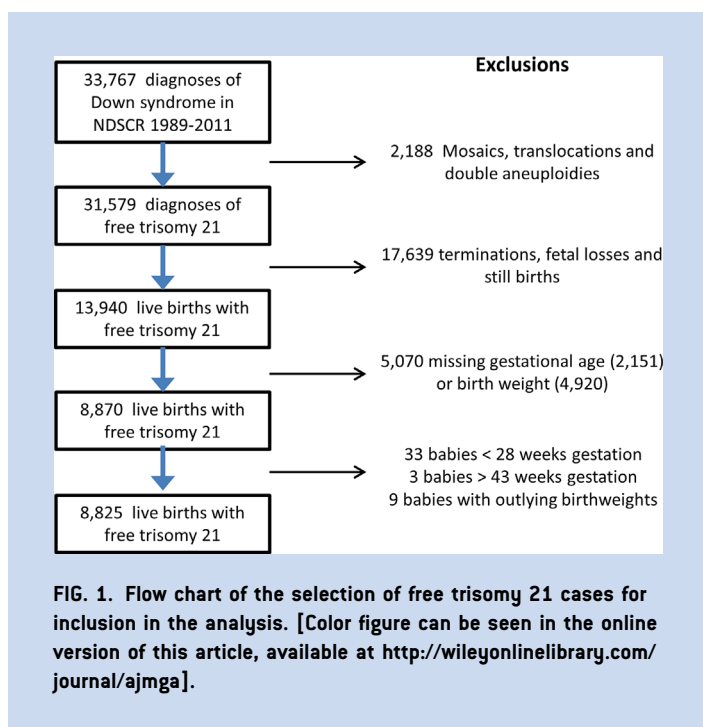 Exclusions
33,767 diagnoses of
Down syndrome in
NDSCR 1989-2011
2,188 Mosaics, translocations and
double aneuploidies
31,579 diagnoses of
free trisomy 21
17,639 terminations, fetal losses and
still births
13,940 live births with
free trisomy 21
5,070 missing gestational age (2,151)
or birth weight (4,920)
8,870 live births with
free trisomy 21
33 babies < 28 weeks gestation
3 babies > 43 weeks gestation
9 babies with outlying birthweights
8,825 live births with
free trisomy 21
FIG. 1. Flow chart of the selection of free trisomy 21 cases for
inclusion in the analysis. [Color figure can be seen in the online
version of this article, available at http://wileyonlinelibrary.com/
journal/ajmga].